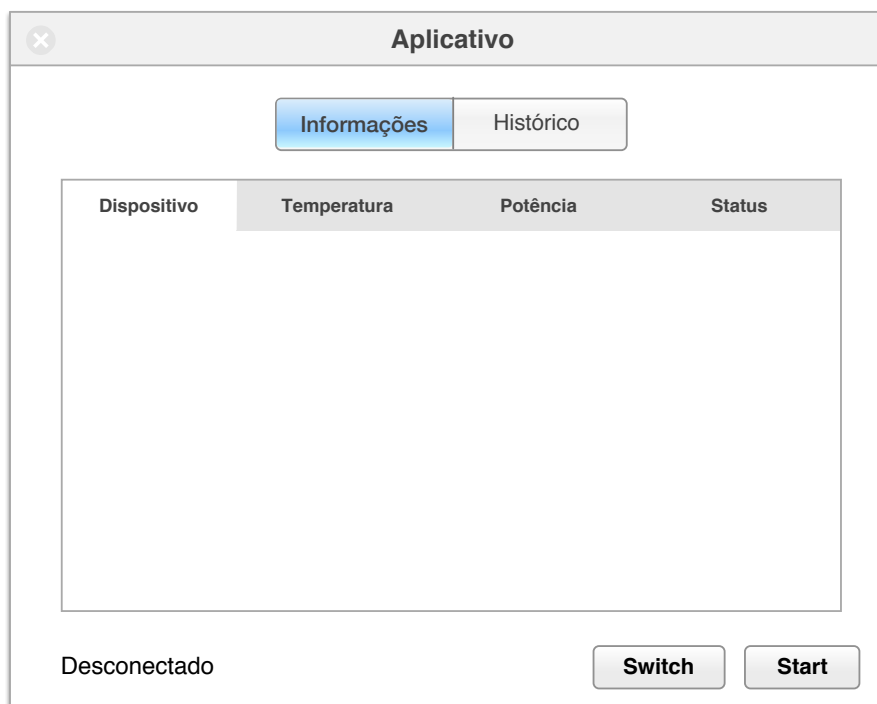 Aplicativo
Informações Histórico
Dispositivo Temperatura Potência Status
Desconectado Switch Start